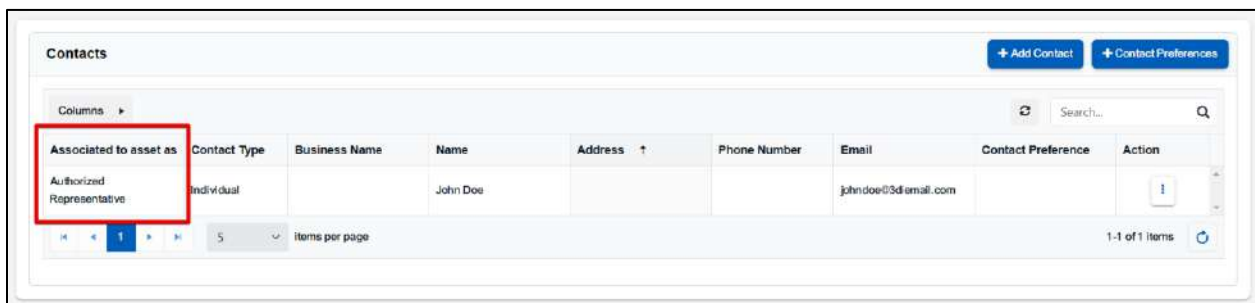 Contacts
+ Add Contact
+ Contact Preferences
Columns
Search...
Associated to asset as Contact Type Business Name Name Address Phone Number Email Contact Preference Action
Authorized
Representative
Individual John Doe johndoe@3diemail.com
1 5 items per page 1-1 of 1 items